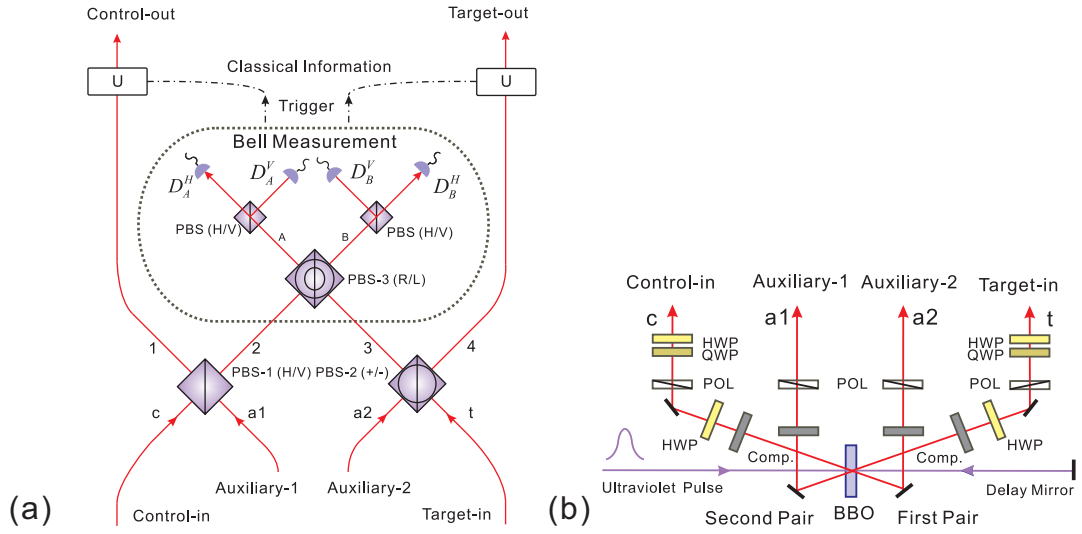 Control-out
Target-out
U
Classical Information
U
Trigger
Bell Measurement
D_A^H
D_A^V
D_B^V
D_B^H
PBS (H/V)
A
B
PBS (H/V)
PBS-3 (R/L)
1
2
3
4
PBS-1 (H/V)
PBS-2 (+/-)
c
a1
a2
t
Auxiliary-1
Auxiliary-2
Control-in
Target-in
(a)
Control-in
Auxiliary-1
Auxiliary-2
Target-in
c
a1
a2
t
HWP
QWP
HWP
QWP
POL
POL
POL
HWP
Comp.
Comp.
HWP
Ultraviolet Pulse
Delay Mirror
Second Pair
BBO
First Pair
(b)